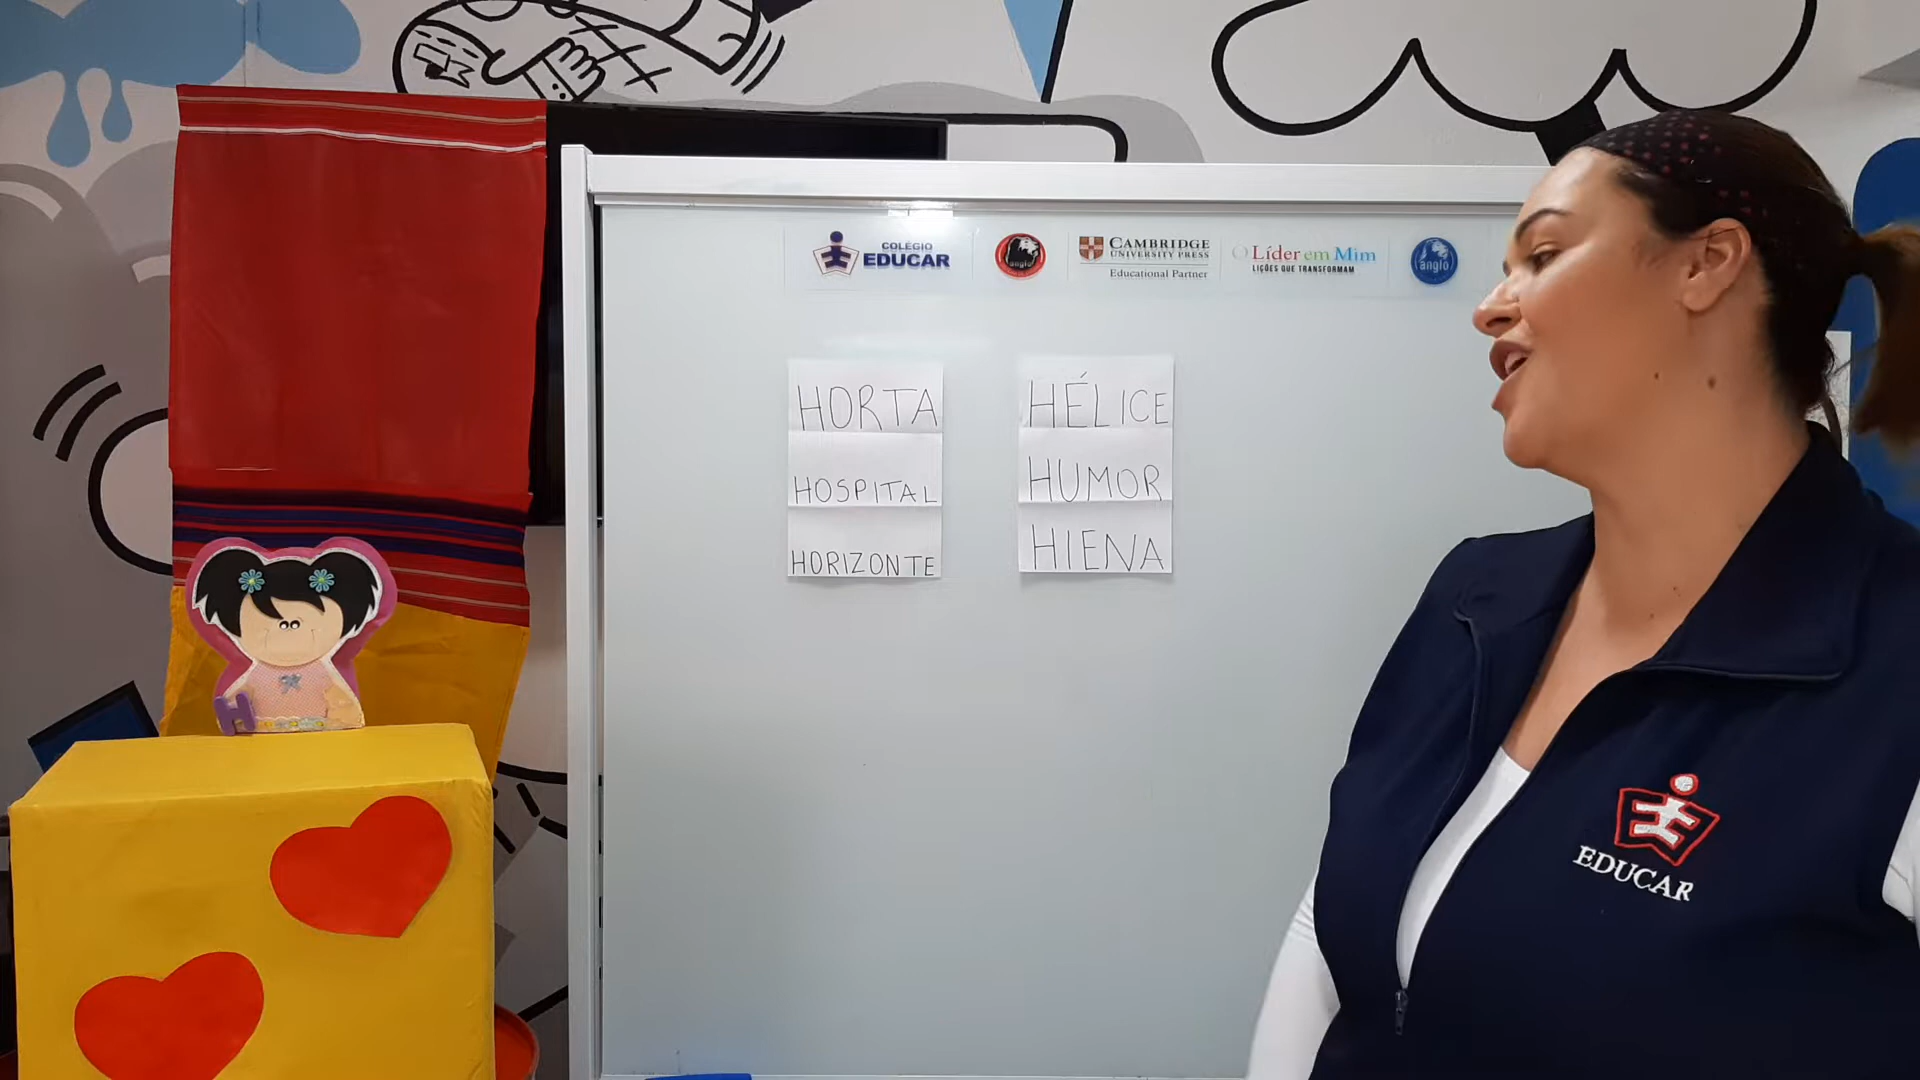 COLÉGIO
EDUCAR
anglo
CAMBRIDGE
UNIVERSITY PRESS
Educational Partner
O Líder em Mim
LIÇÕES QUE TRANSFORMAM
anglo
HORTA
HOSPITAL
HORIZONTE
HÉLICE
HUMOR
HIENA
H
EDUCAR